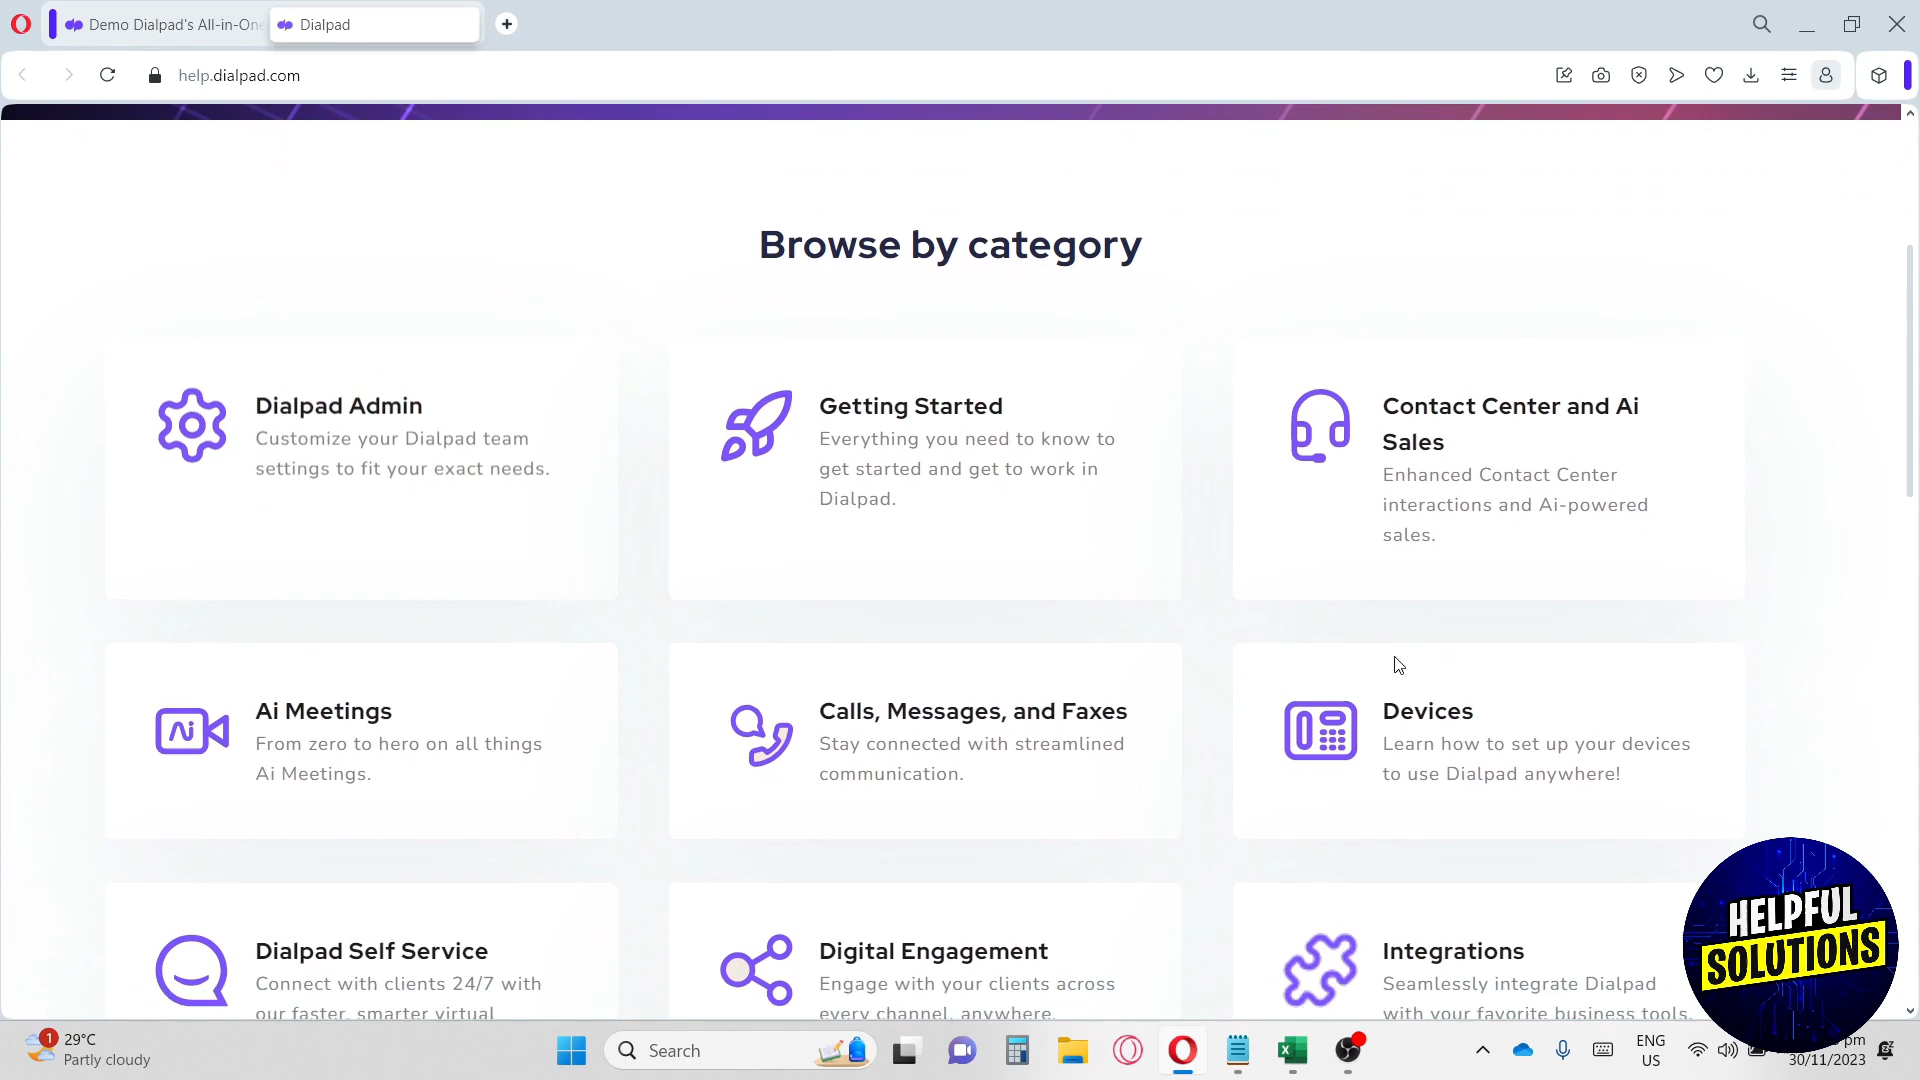 Demo Dialpad's All-in-One
Dialpad
help.dialpad.com
Browse by category
Dialpad Admin
Customize your Dialpad team
settings to fit your exact needs.
Getting Started
Everything you need to know to
get started and get to work in
Dialpad.
Contact Center and Ai
Sales
Enhanced Contact Center
interactions and Ai-powered
sales.
Ai Meetings
From zero to hero on all things
Ai Meetings.
Calls, Messages, and Faxes
Stay connected with streamlined
communication.
Devices
Learn how to set up your devices
to use Dialpad anywhere!
Dialpad Self Service
Connect with clients 24/7 with
our faster, smarter virtual
Digital Engagement
Engage with your clients across
every channel, anywhere.
Integrations
Seamlessly integrate Dialpad
with your favorite business tools.
HELPFUL
SOLUTIONS
1
29°C
Partly cloudy
Search
ENG
US
pm
30/11/2023